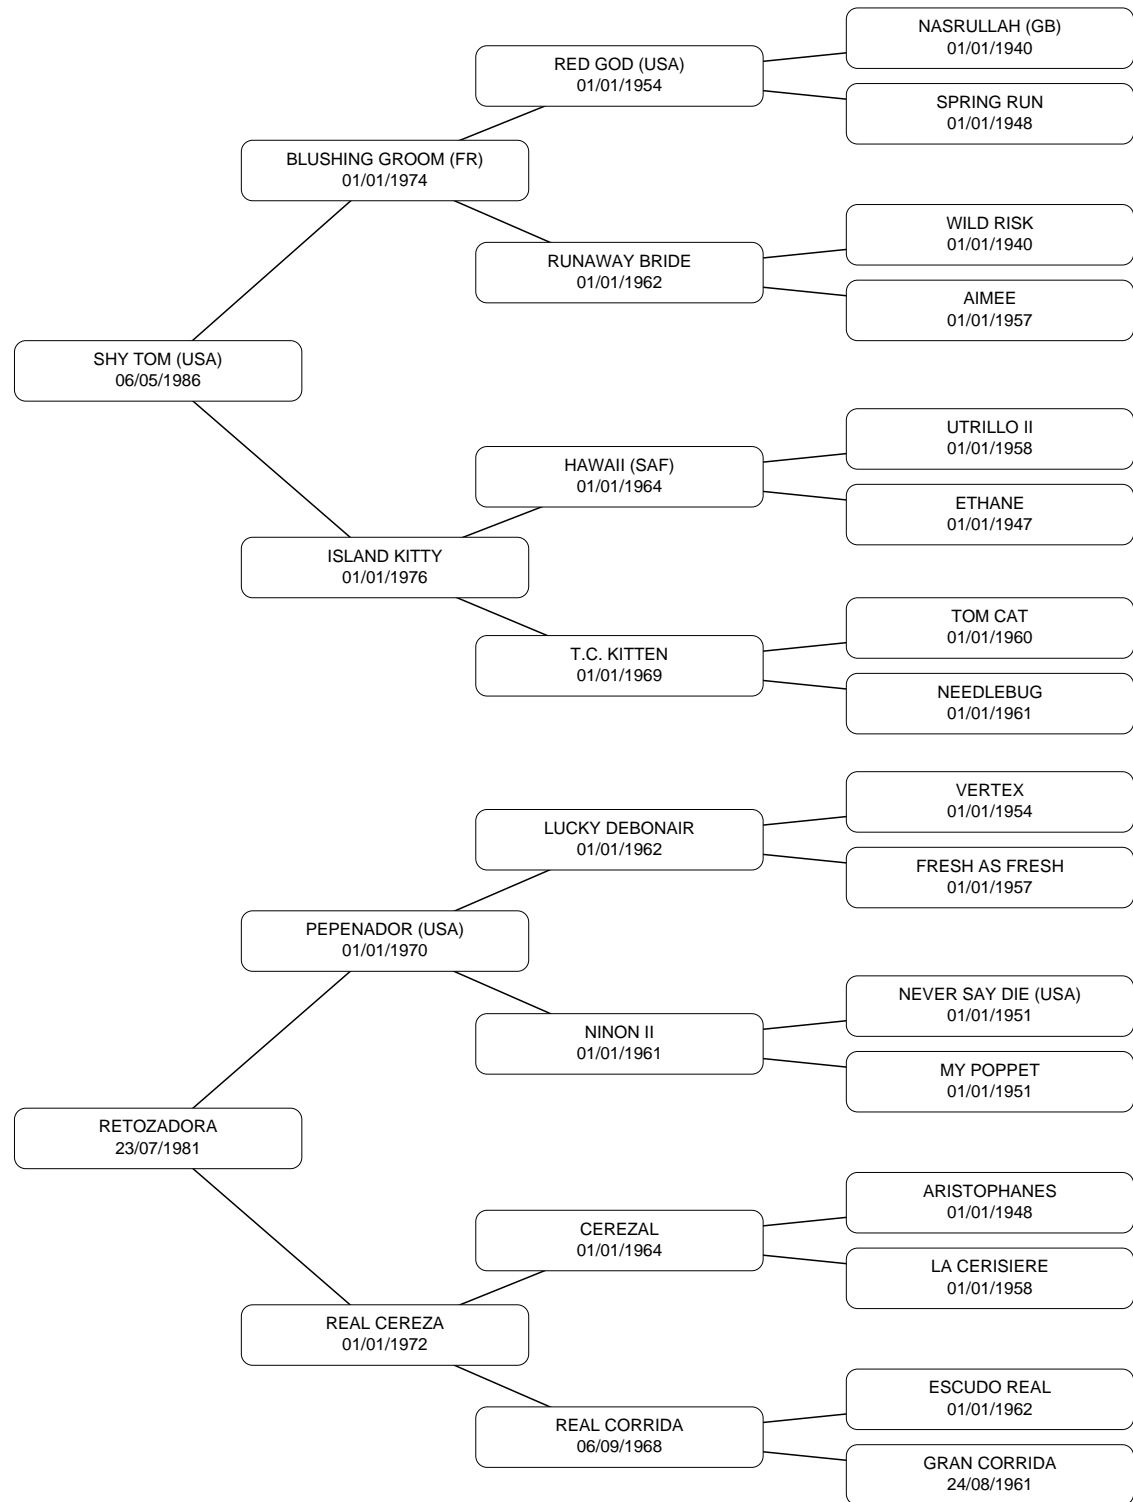 NASRULLAH (GB)
01/01/1940
RED GOD (USA)
01/01/1954
SPRING RUN
01/01/1948
BLUSHING GROOM (FR)
01/01/1974
WILD RISK
01/01/1940
RUNAWAY BRIDE
01/01/1962
AIMEE
01/01/1957
SHY TOM (USA)
06/05/1986
UTRILLO II
01/01/1958
HAWAII (SAF)
01/01/1964
ETHANE
01/01/1947
ISLAND KITTY
01/01/1976
TOM CAT
01/01/1960
T.C. KITTEN
01/01/1969
NEEDLEBUG
01/01/1961
VERTEX
01/01/1954
LUCKY DEBONAIR
01/01/1962
FRESH AS FRESH
01/01/1957
PEPENADOR (USA)
01/01/1970
NEVER SAY DIE (USA)
01/01/1951
NINON II
01/01/1961
MY POPPET
01/01/1951
RETOZADORA
23/07/1981
ARISTOPHANES
01/01/1948
CEREZAL
01/01/1964
LA CERISIERE
01/01/1958
REAL CEREZA
01/01/1972
ESCUDO REAL
01/01/1962
REAL CORRIDA
06/09/1968
GRAN CORRIDA
24/08/1961